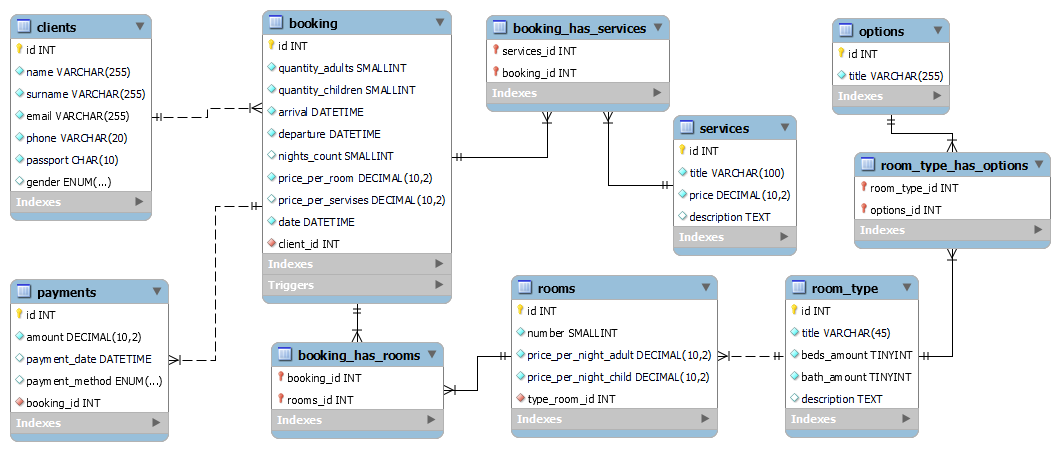 clients
id INT
name VARCHAR(255)
surname VARCHAR(255)
email VARCHAR(255)
phone VARCHAR(20)
passport CHAR(10)
gender ENUM(...)
Indexes
booking
id INT
quantity_adults SMALLINT
quantity_children SMALLINT
arrival DATETIME
departure DATETIME
nights_count SMALLINT
price_per_room DECIMAL(10,2)
price_per_servises DECIMAL(10,2)
date DATETIME
client_id INT
Indexes
Triggers
booking_has_services
services_id INT
booking_id INT
Indexes
services
id INT
title VARCHAR(100)
price DECIMAL(10,2)
description TEXT
Indexes
options
id INT
title VARCHAR(255)
Indexes
room_type_has_options
room_type_id INT
options_id INT
Indexes
payments
id INT
amount DECIMAL(10,2)
payment_date DATETIME
payment_method ENUM(...)
booking_id INT
Indexes
booking_has_rooms
booking_id INT
rooms_id INT
Indexes
rooms
id INT
number SMALLINT
price_per_night_adult DECIMAL(10,2)
price_per_night_child DECIMAL(10,2)
type_room_id INT
Indexes
room_type
id INT
title VARCHAR(45)
beds_amount TINYINT
bath_amount TINYINT
description TEXT
Indexes